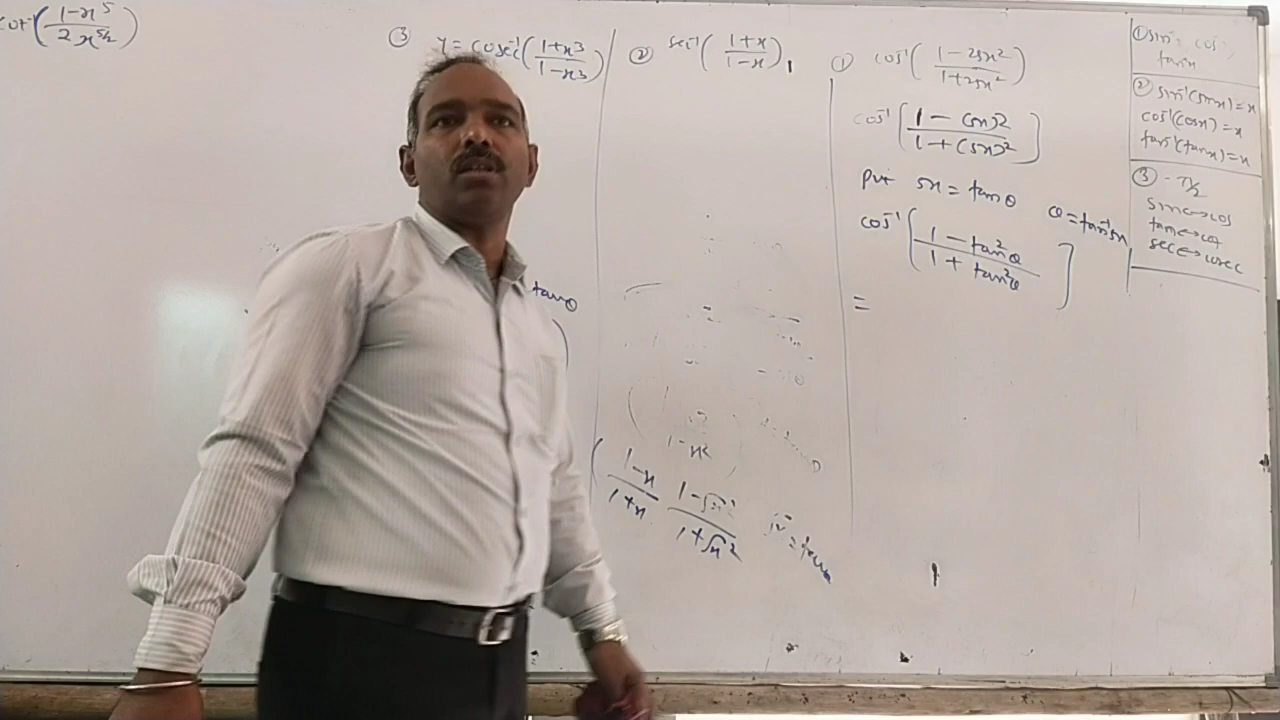 cot⁻¹((1-x⁵)/(2x^(5/2)))
③ y = cosec⁻¹((1+x³)/(1-x³))
② sec⁻¹((1+x)/(1-x))
① cos⁻¹((1-25x²)/(1+25x²))
cos⁻¹[(1-(5x)²)/(1+(5x)²)]
put 5x = tanθ
θ = tan⁻¹5x
cos⁻¹[(1-tan²θ)/(1+tan²θ)]
=
tanθ
1-x²
(1-x)/(1+x)
(1-√x²)/(1+√x²)
① sin⁻¹, cos⁻¹,
tan⁻¹x
② sin⁻¹(sinx)=x
cos⁻¹(cosx)=x
tan⁻¹(tanx)=x
③ - π/2
sin↔cos
tan↔cot
sec↔cosec